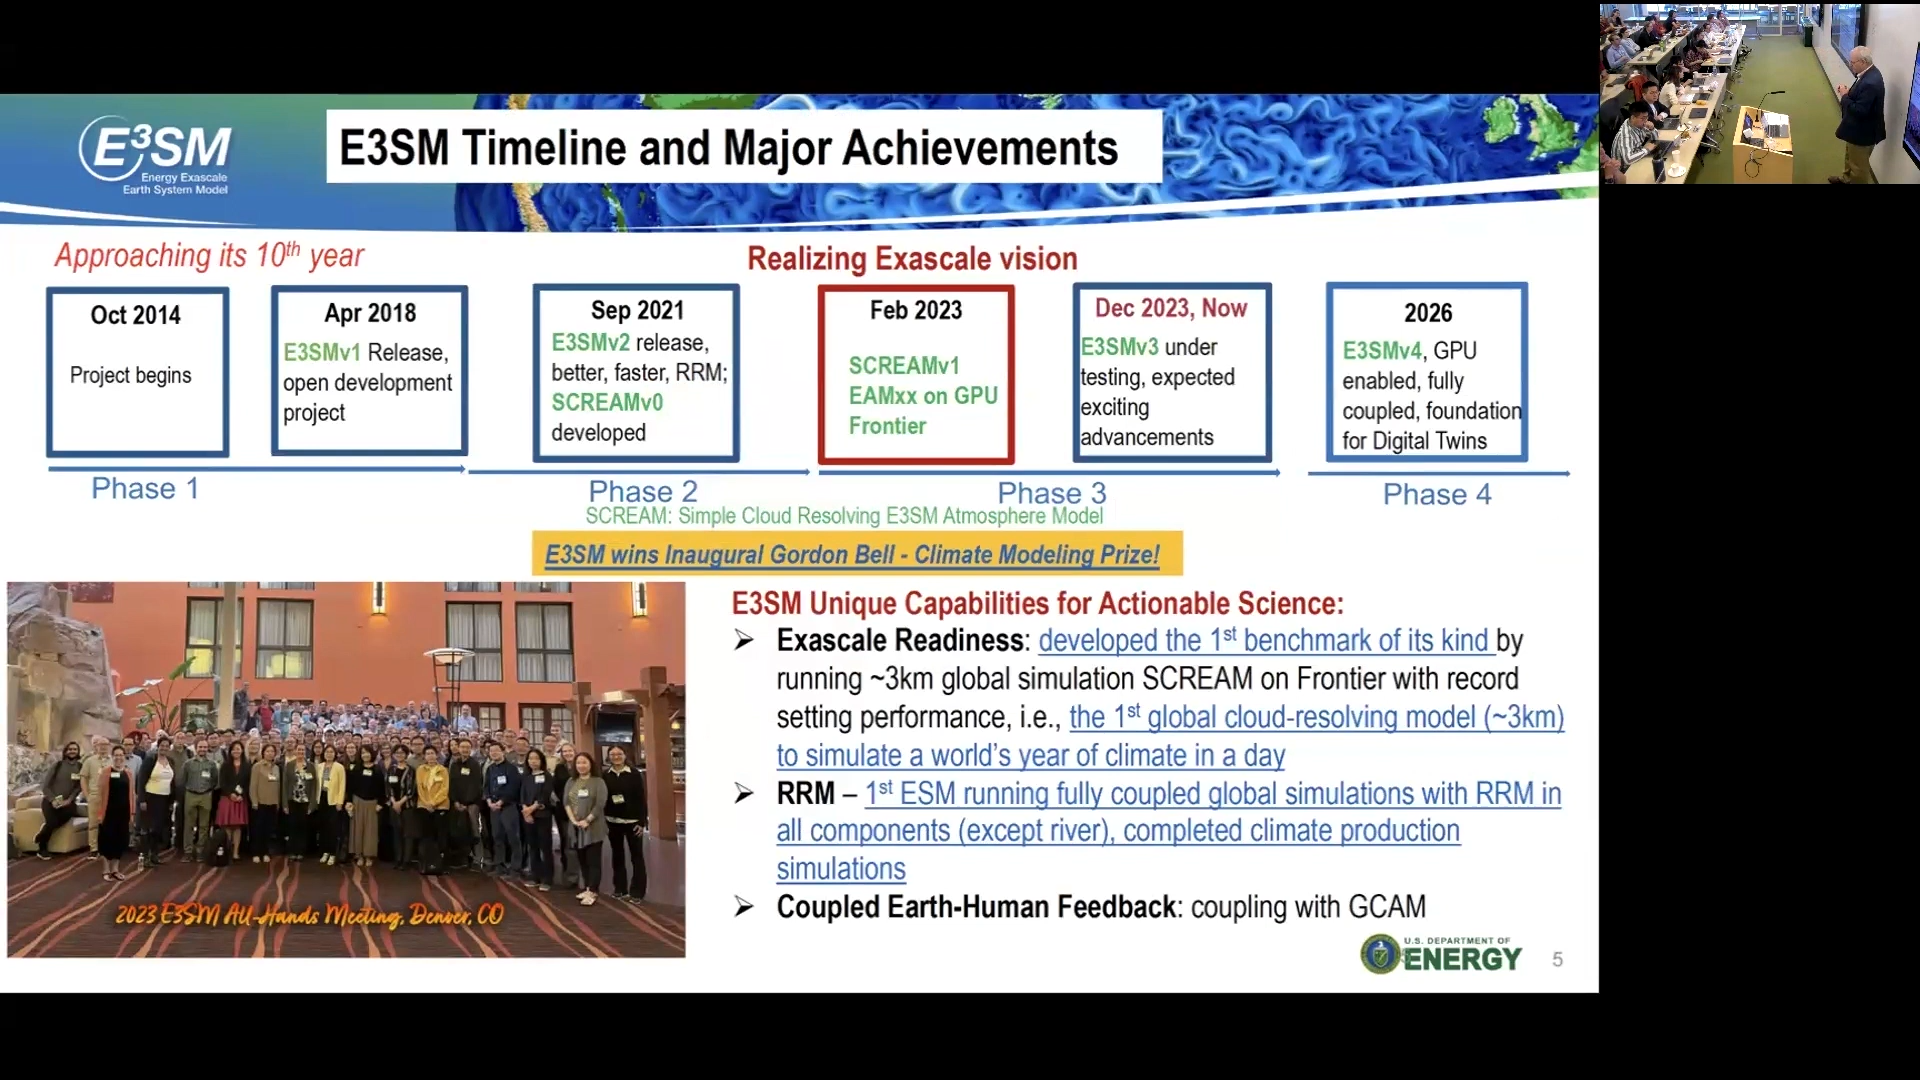 E3SM
Energy Exascale
Earth System Model
E3SM Timeline and Major Achievements
Approaching its 10th year
Realizing Exascale vision
Oct 2014
Project begins
Apr 2018
E3SMv1 Release,
open development
project
Sep 2021
E3SMv2 release,
better, faster, RRM;
SCREAMv0
developed
Feb 2023
SCREAMv1
EAMxx on GPU
Frontier
Dec 2023, Now
E3SMv3 under
testing, expected
exciting
advancements
2026
E3SMv4, GPU
enabled, fully
coupled, foundation
for Digital Twins
Phase 1
Phase 2
Phase 3
Phase 4
SCREAM: Simple Cloud Resolving E3SM Atmosphere Model
E3SM wins Inaugural Gordon Bell - Climate Modeling Prize!
2023 E3SM All-Hands Meeting, Denver, CO
E3SM Unique Capabilities for Actionable Science:
➢ Exascale Readiness: developed the 1st benchmark of its kind by
running ~3km global simulation SCREAM on Frontier with record
setting performance, i.e., the 1st global cloud-resolving model (~3km)
to simulate a world's year of climate in a day
➢ RRM – 1st ESM running fully coupled global simulations with RRM in
all components (except river), completed climate production
simulations
➢ Coupled Earth-Human Feedback: coupling with GCAM
U.S. DEPARTMENT OF
ENERGY
5